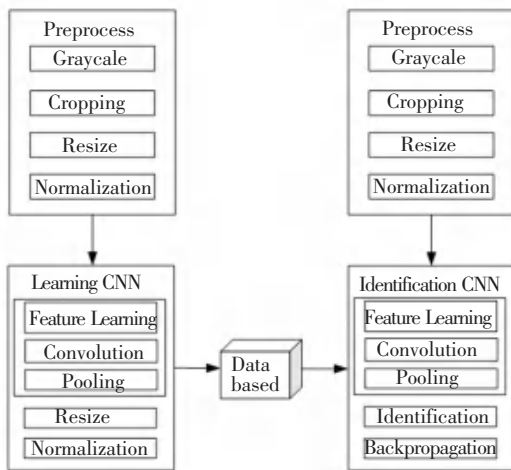 Preprocess
Graycale
Cropping
Resize
Normalization
Preprocess
Graycale
Cropping
Resize
Normalization
Learning CNN
Feature Learning
Convolution
Pooling
Resize
Normalization
Data
based
Identification CNN
Feature Learning
Convolution
Pooling
Identification
Backpropagation